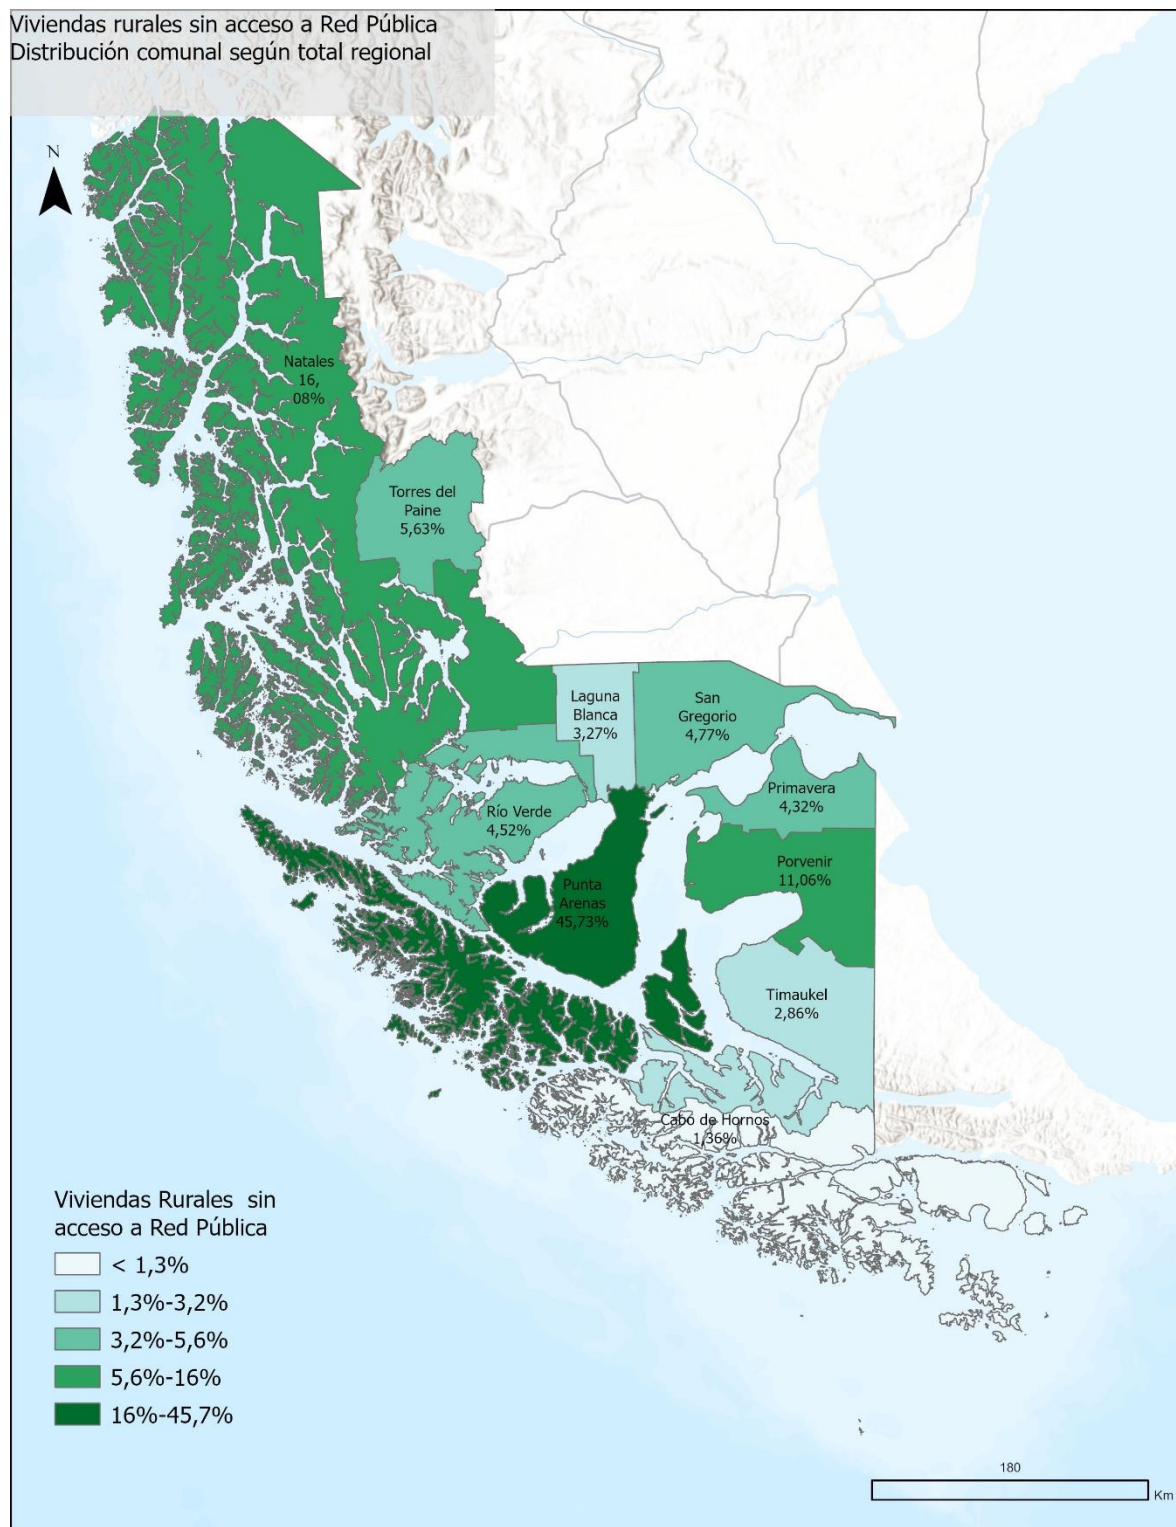 Viviendas rurales sin acceso a Red Pública
Distribución comunal según total regional
N
Natales
16,
08%
Torres del
Paine
5,63%
Laguna
Blanca
3,27%
San
Gregorio
4,77%
Primavera
4,32%
Río Verde
4,52%
Porvenir
11,06%
Punta
Arenas
45,73%
Timaukel
2,86%
Cabo de Hornos
1,36%
Viviendas Rurales sin
acceso a Red Pública
< 1,3%
1,3%-3,2%
3,2%-5,6%
5,6%-16%
16%-45,7%
180
Km